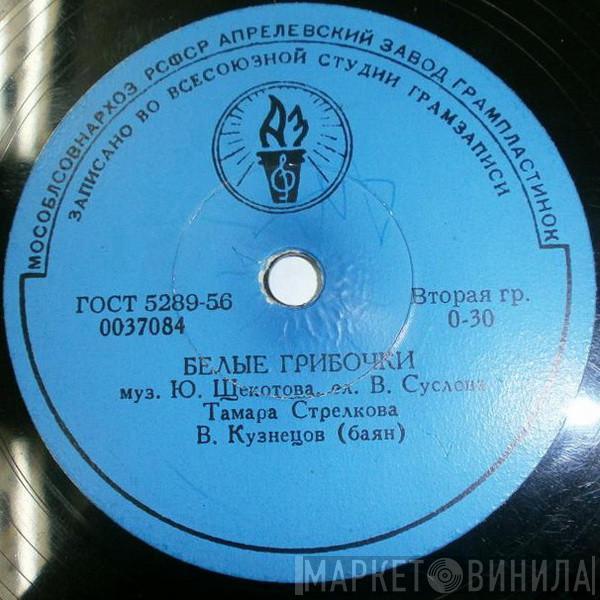 МОСОБЛСОВНАРХОЗ РСФСР АПРЕЛЕВСКИЙ ЗАВОД ГРАМПЛАСТИНОК
ЗАПИСАНО ВО ВСЕСОЮЗНОЙ СТУДИИ ГРАМЗАПИСИ
АЗ
ГОСТ 5289-56
0037084
Вторая гр.
0-30
БЕЛЫЕ ГРИБОЧКИ
муз. Ю. Щекотова, сл. В. Суслова
Тамара Стрелкова
В. Кузнецов (баян)
МАРКЕТ ВИНИЛА